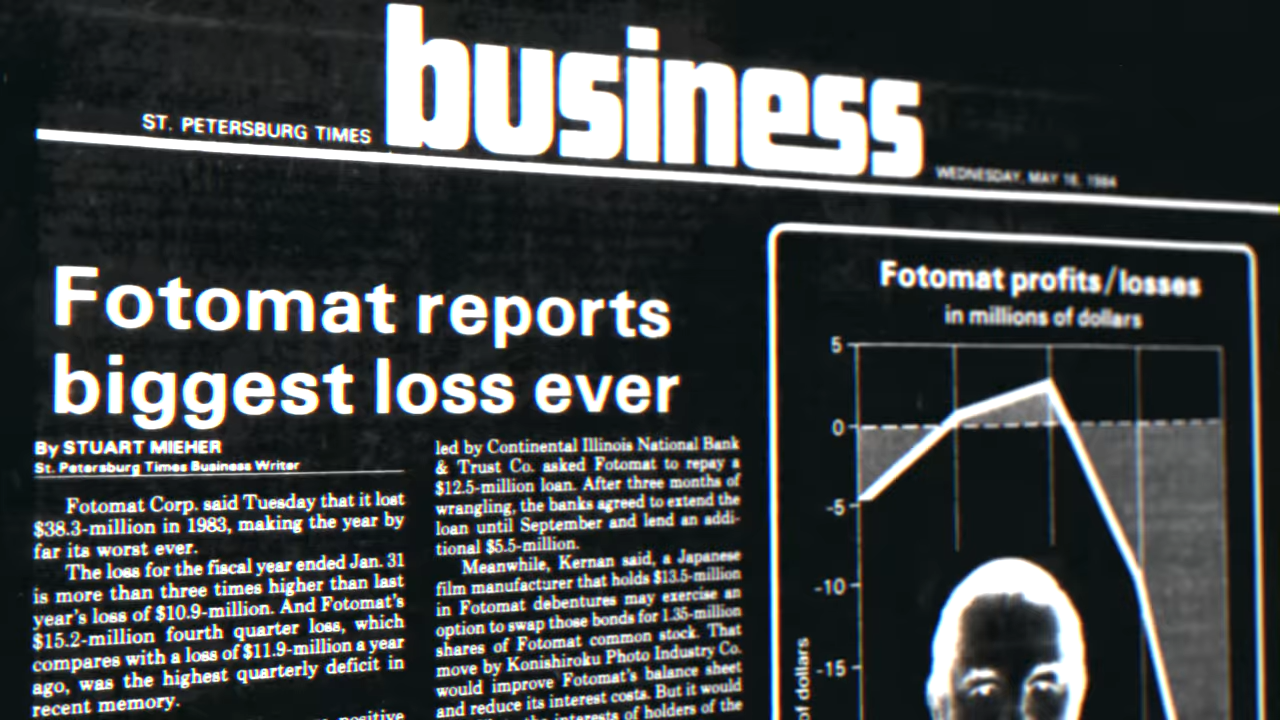 business
ST. PETERSBURG TIMES
WEDNESDAY, MAY 16, 1984
Fotomat reports
biggest loss ever
By STUART MIEHER
St. Petersburg Times Business Writer
Fotomat Corp. said Tuesday that it lost
$38.3-million in 1983, making the year by
far its worst ever.
The loss for the fiscal year ended Jan. 31
is more than three times higher than last
year's loss of $10.9-million. And Fotomat's
$15.2-million fourth quarter loss, which
compares with a loss of $11.9-million a year
ago, was the highest quarterly deficit in
recent memory.
positive
led by Continental Illinois National Bank
& Trust Co. asked Fotomat to repay a
$12.5-million loan. After three months of
wrangling, the banks agreed to extend the
loan until September and lend an addi-
tional $5.5-million.
Meanwhile, Kernan said, a Japanese
film manufacturer that holds $13.5-million
in Fotomat debentures may exercise an
option to swap those bonds for 1.35-million
shares of Fotomat common stock. That
move by Konishiroku Photo Industry Co.
would improve Fotomat's balance sheet
and reduce its interest costs. But it would
the interests of holders of the
Fotomat profits/losses
in millions of dollars
5
0
-5
-10
-15
of dollars